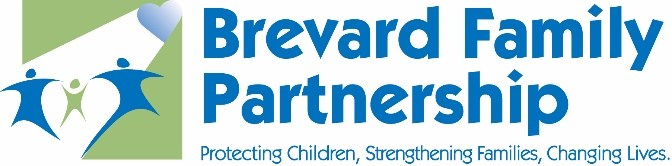 Brevard Family
Partnership
Protecting Children, Strengthening Families, Changing Lives.